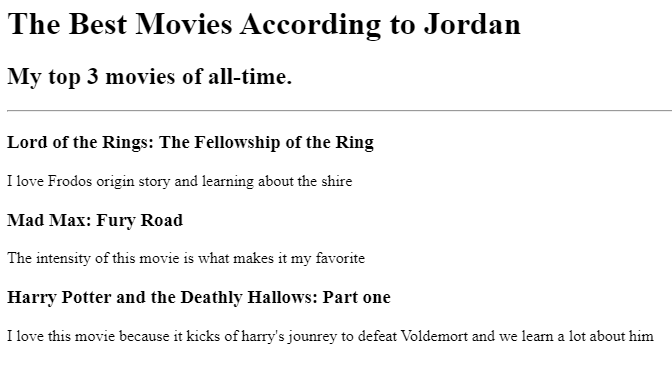 The Best Movies According to Jordan
My top 3 movies of all-time.
Lord of the Rings: The Fellowship of the Ring
I love Frodos origin story and learning about the shire
Mad Max: Fury Road
The intensity of this movie is what makes it my favorite
Harry Potter and the Deathly Hallows: Part one
I love this movie because it kicks of harry's jounrey to defeat Voldemort and we learn a lot about him